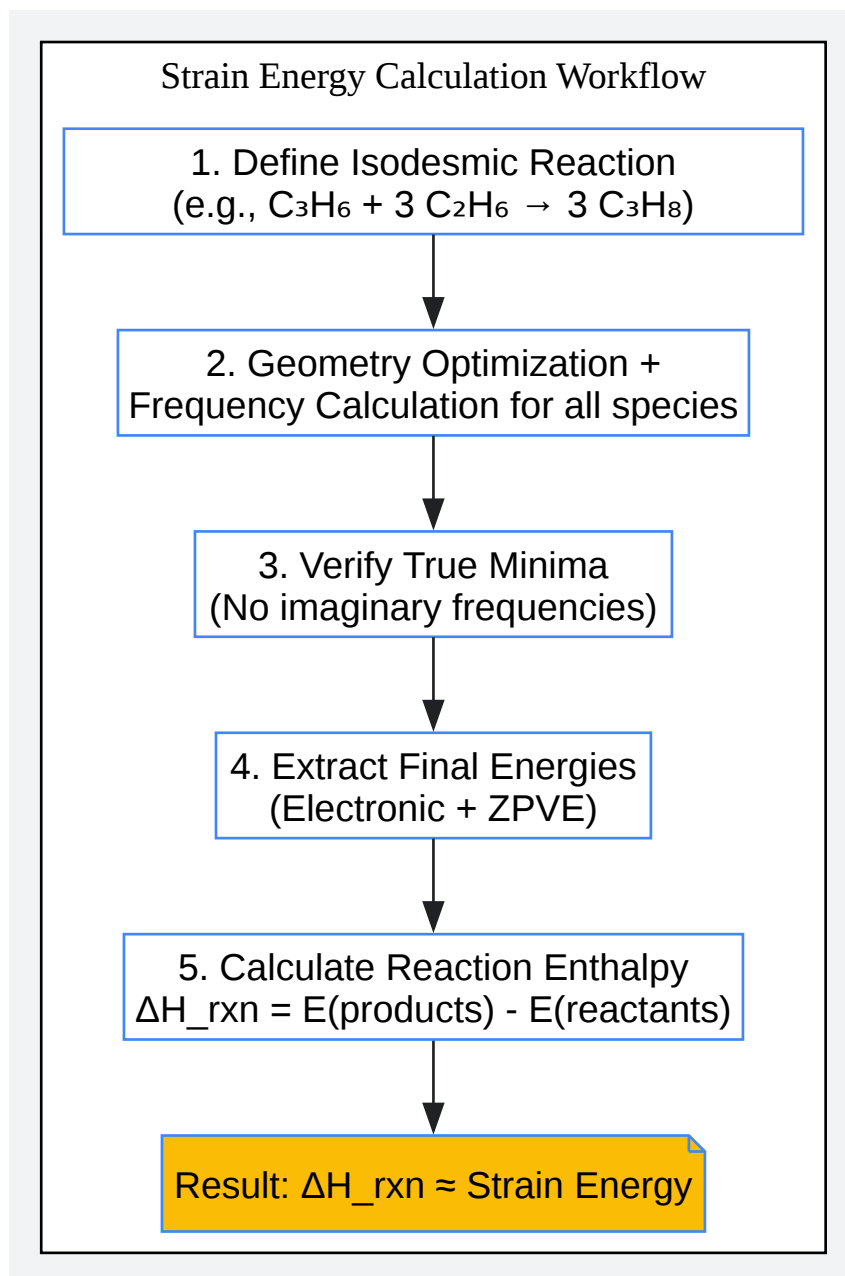 Strain Energy Calculation Workflow
1. Define Isodesmic Reaction
(e.g., C₃H₆ + 3 C₂H₆ → 3 C₃H₈)
2. Geometry Optimization +
Frequency Calculation for all species
3. Verify True Minima
(No imaginary frequencies)
4. Extract Final Energies
(Electronic + ZPVE)
5. Calculate Reaction Enthalpy
ΔH_rxn = E(products) - E(reactants)
Result: ΔH_rxn ≈ Strain Energy